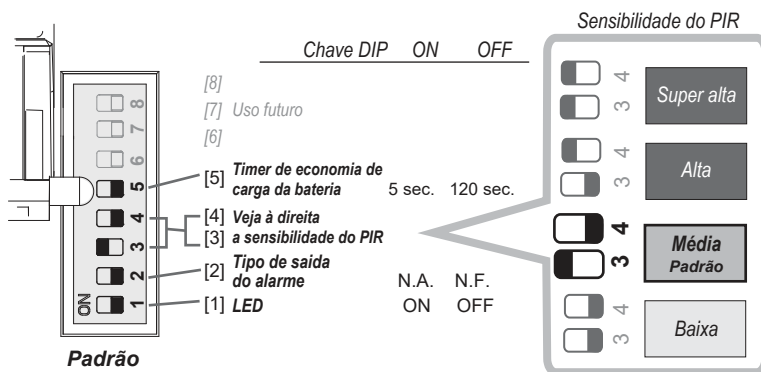 Sensibilidade do PIR
Chave DIP ON OFF
[8]
[7] Uso futuro
[6]
[5] Timer de economia de
carga da bateria 5 sec. 120 sec.
[4] Veja à direita
[3] a sensibilidade do PIR
[2] Tipo de saida
do alarme N.A. N.F.
[1] LED ON OFF
8
7
6
5
4
3
2
1
ON
Padrão
4
3
Super alta
4
3
Alta
4
3
Média
Padrão
4
3
Baixa